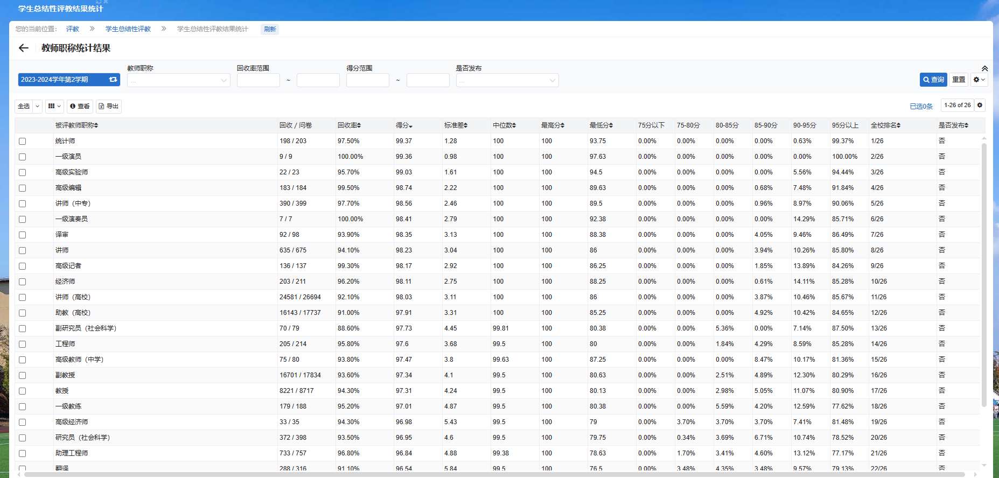 学生总结性评教结果统计
您的当前位置： 评教 » 学生总结性评教 » 学生总结性评教结果统计 刷新
教师职称统计结果
教师职称 回收率范围 得分范围 是否发布
2023-2024学年第2学期 ... ~ ~ ... 查询 重置
全选 查看 导出 已选0条 1-26 of 26
被评教师职称 回收 / 问卷 回收率 得分 标准差 中位数 最高分 最低分 75分以下 75-80分 80-85分 85-90分 90-95分 95分以上 全校排名 是否发布
统计师 198 / 203 97.50% 99.37 1.28 100 100 93.75 0.00% 0.00% 0.00% 0.00% 0.63% 99.37% 1/26 否
一级演员 9 / 9 100.00% 99.36 0.98 100 100 97.63 0.00% 0.00% 0.00% 0.00% 0.00% 100.00% 2/26 否
高级实验师 22 / 23 95.70% 99.03 1.61 100 100 94.5 0.00% 0.00% 0.00% 0.00% 5.56% 94.44% 3/26 否
高级编辑 183 / 184 99.50% 98.74 2.22 100 100 89.63 0.00% 0.00% 0.00% 0.68% 7.48% 91.84% 4/26 否
讲师（中专） 390 / 399 97.70% 98.56 2.46 100 100 89.5 0.00% 0.00% 0.00% 0.96% 8.97% 90.06% 5/26 否
一级演奏员 7 / 7 100.00% 98.41 2.79 100 100 92.38 0.00% 0.00% 0.00% 0.00% 14.29% 85.71% 6/26 否
译审 92 / 98 93.90% 98.35 3.13 100 100 88.38 0.00% 0.00% 0.00% 4.05% 9.46% 86.49% 7/26 否
讲师 635 / 675 94.10% 98.23 3.04 100 100 86 0.00% 0.00% 0.00% 3.94% 10.26% 85.80% 8/26 否
高级记者 136 / 137 99.30% 98.17 2.92 100 100 86.25 0.00% 0.00% 0.00% 1.85% 13.89% 84.26% 9/26 否
经济师 203 / 211 96.20% 98.11 2.75 100 100 88.25 0.00% 0.00% 0.00% 0.61% 14.11% 85.28% 10/26 否
讲师（高校） 24581 / 26694 92.10% 98.03 3.11 100 100 86 0.00% 0.00% 0.00% 3.87% 10.46% 85.67% 11/26 否
助教（高校） 16143 / 17737 91.00% 97.91 3.31 100 100 85.25 0.00% 0.00% 0.00% 4.92% 10.42% 84.65% 12/26 否
副研究员（社会科学） 70 / 79 88.60% 97.73 4.45 99.81 100 80.38 0.00% 0.00% 5.36% 0.00% 7.14% 87.50% 13/26 否
工程师 205 / 214 95.80% 97.6 3.68 99.5 100 80 0.00% 0.00% 1.84% 4.29% 8.59% 85.28% 14/26 否
高级教师（中学） 75 / 80 93.80% 97.47 3.8 99.63 100 87.25 0.00% 0.00% 0.00% 8.47% 10.17% 81.36% 15/26 否
副教授 16701 / 17834 93.60% 97.34 4.1 99.5 100 80.63 0.00% 0.00% 2.51% 4.89% 12.30% 80.29% 16/26 否
教授 8221 / 8717 94.30% 97.31 4.24 99.5 100 80.13 0.00% 0.00% 2.98% 5.05% 11.07% 80.90% 17/26 否
一级教练 179 / 188 95.20% 97.01 4.87 99.5 100 80.38 0.00% 0.00% 5.59% 4.20% 12.59% 77.62% 18/26 否
高级经济师 33 / 35 94.30% 96.98 5.43 99.5 100 79 0.00% 3.70% 3.70% 3.70% 7.41% 81.48% 19/26 否
研究员（社会科学） 372 / 398 93.50% 96.95 4.6 99.5 100 79.75 0.00% 0.34% 3.69% 6.71% 10.74% 78.52% 20/26 否
助理工程师 733 / 757 96.80% 96.84 4.88 99.38 100 78.63 0.00% 1.70% 3.41% 4.60% 13.12% 77.17% 21/26 否
翻译 288 / 316 91.10% 96.54 5.84 99.5 100 76.5 0.00% 3.48% 4.35% 3.48% 9.57% 79.13% 22/26 否